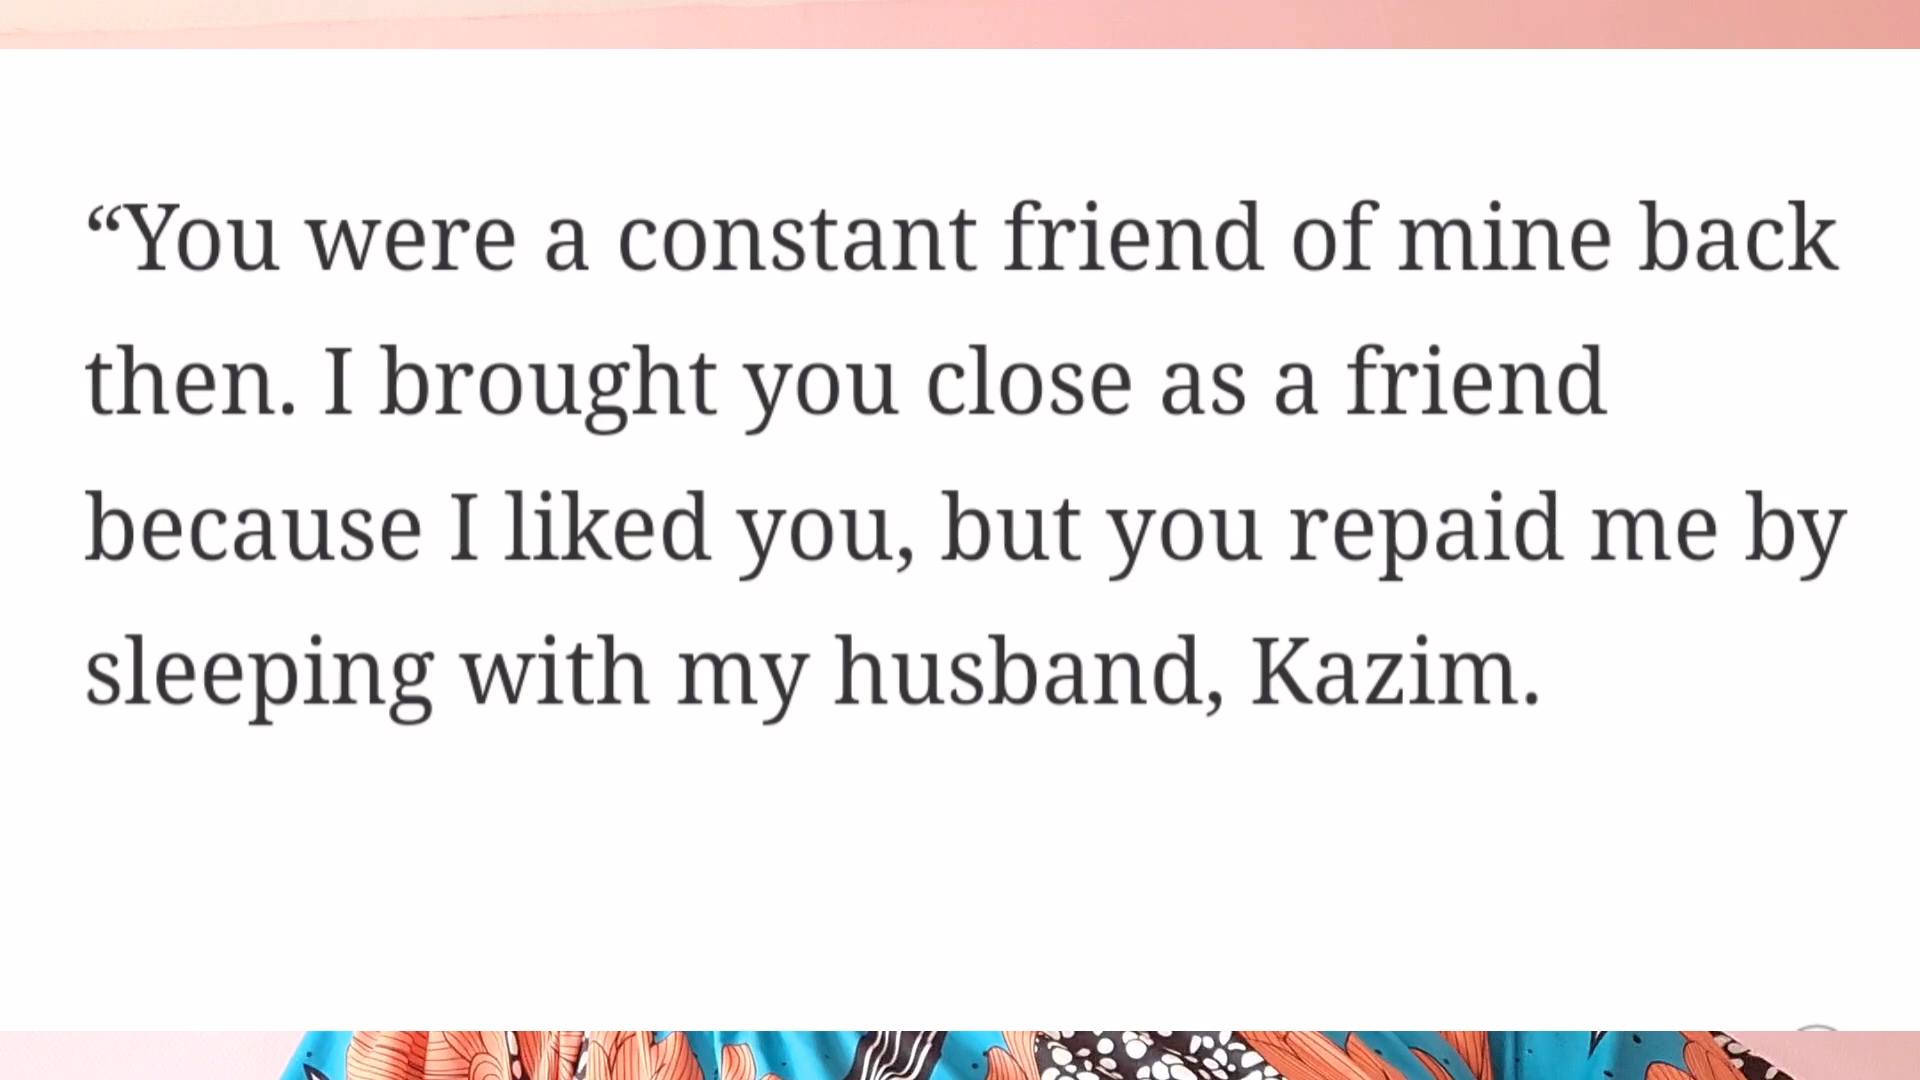 “You were a constant friend of mine back
then. I brought you close as a friend
because I liked you, but you repaid me by
sleeping with my husband, Kazim.